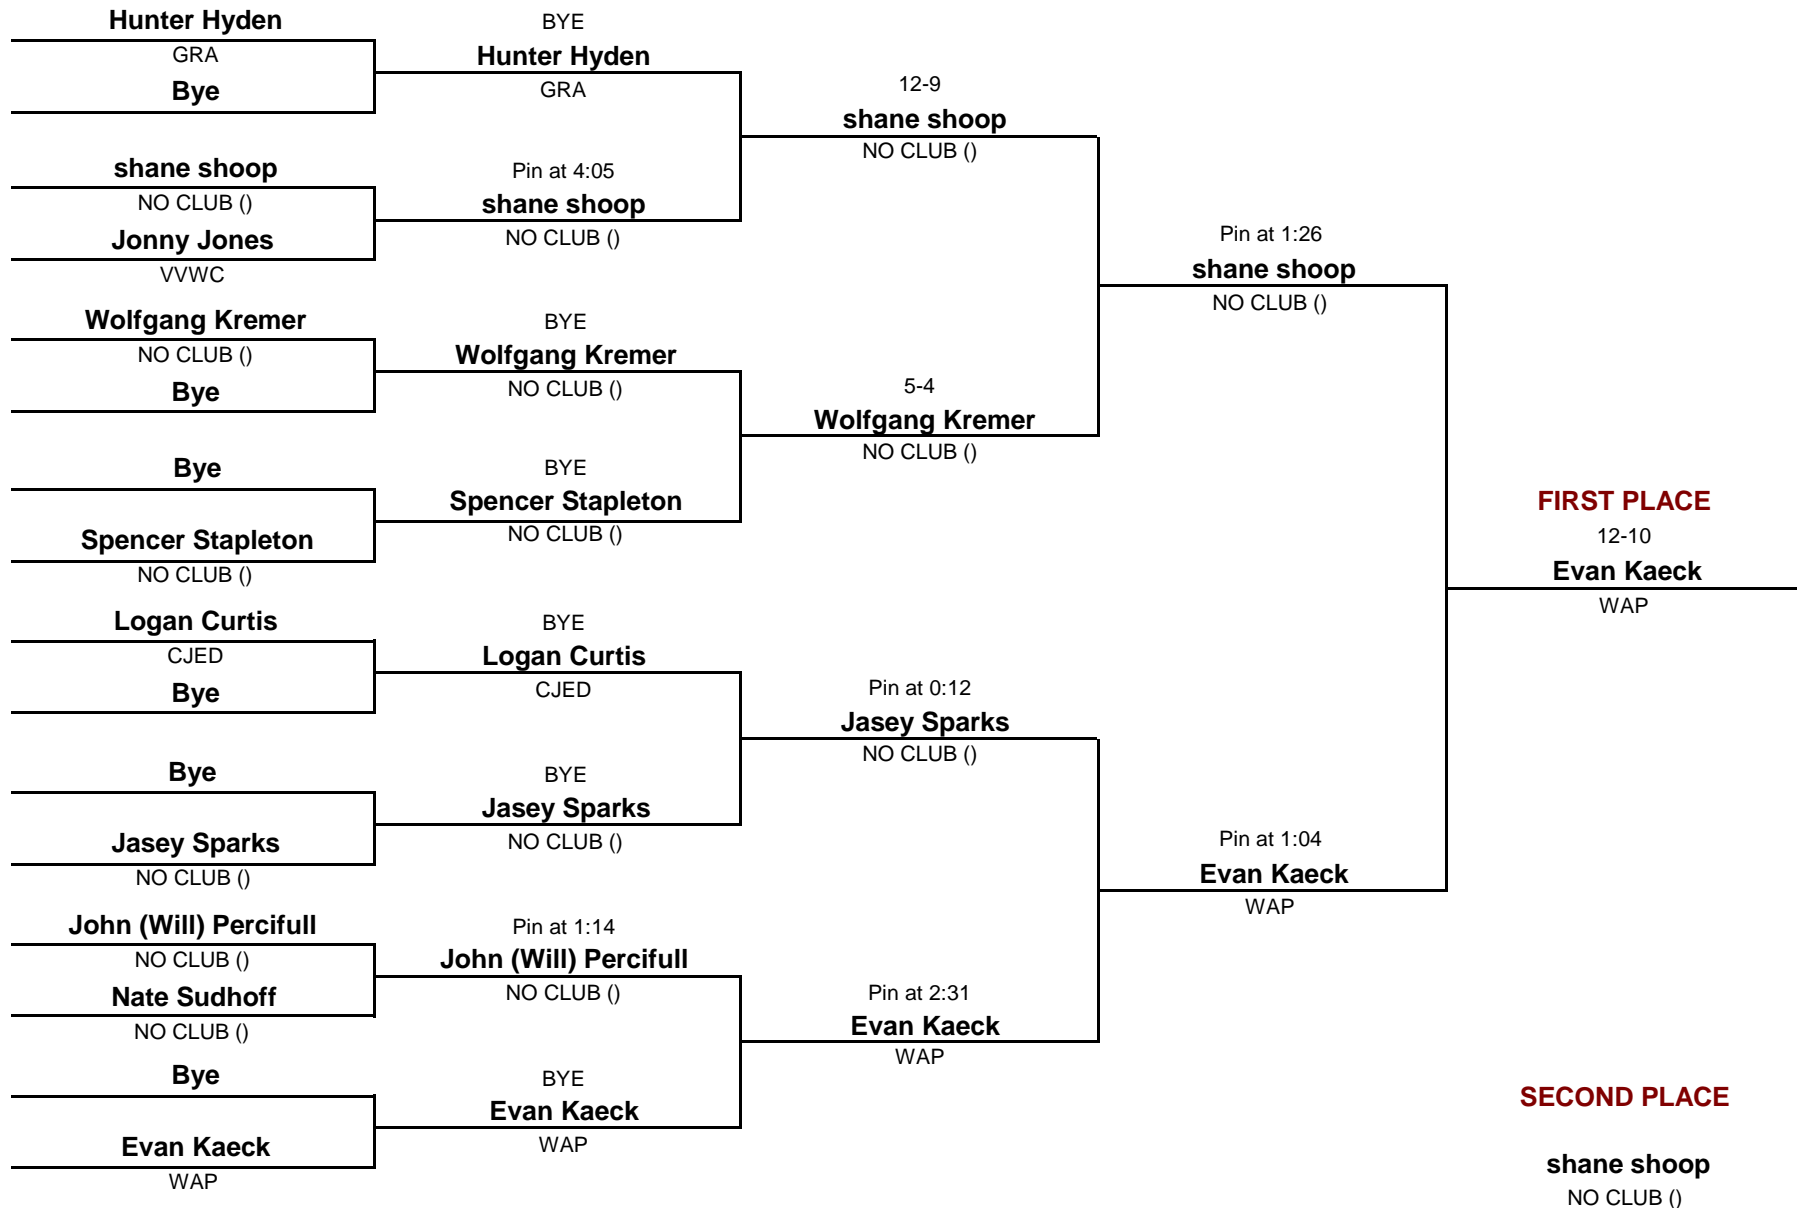 Hunter Hyden
GRA
Bye
shane shoop
NO CLUB ()
Jonny Jones
VVWC
Wolfgang Kremer
NO CLUB ()
Bye
Bye
Spencer Stapleton
NO CLUB ()
Logan Curtis
CJED
Bye
Bye
Jasey Sparks
NO CLUB ()
John (Will) Percifull
NO CLUB ()
Nate Sudhoff
NO CLUB ()
Bye
Evan Kaeck
WAP
BYE
Hunter Hyden
GRA
Pin at 4:05
shane shoop
NO CLUB ()
BYE
Wolfgang Kremer
NO CLUB ()
BYE
Spencer Stapleton
NO CLUB ()
BYE
Logan Curtis
CJED
BYE
Jasey Sparks
NO CLUB ()
Pin at 1:14
John (Will) Percifull
NO CLUB ()
BYE
Evan Kaeck
WAP
12-9
shane shoop
NO CLUB ()
5-4
Wolfgang Kremer
NO CLUB ()
Pin at 0:12
Jasey Sparks
NO CLUB ()
Pin at 2:31
Evan Kaeck
WAP
Pin at 1:26
shane shoop
NO CLUB ()
Pin at 1:04
Evan Kaeck
WAP
FIRST PLACE
12-10
Evan Kaeck
WAP
SECOND PLACE
shane shoop
NO CLUB ()